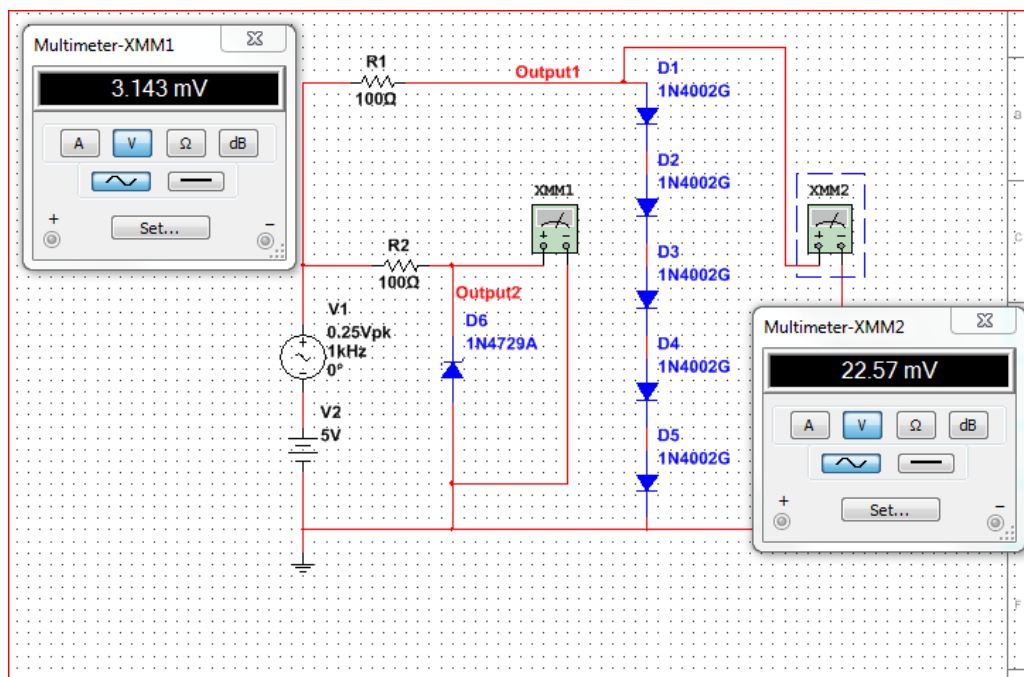 Multimeter-XMM1
3.143 mV
A V Ω dB
+ −
Set...
R1
100Ω
Output1
D1
1N4002G
D2
1N4002G
XMM1
+ −
XMM2
+ −
R2
100Ω
Output2
D3
1N4002G
V1
0.25Vpk
1kHz
0°
D6
1N4729A
D4
1N4002G
V2
5V
D5
1N4002G
Multimeter-XMM2
22.57 mV
A V Ω dB
+ −
Set...
B
C
F